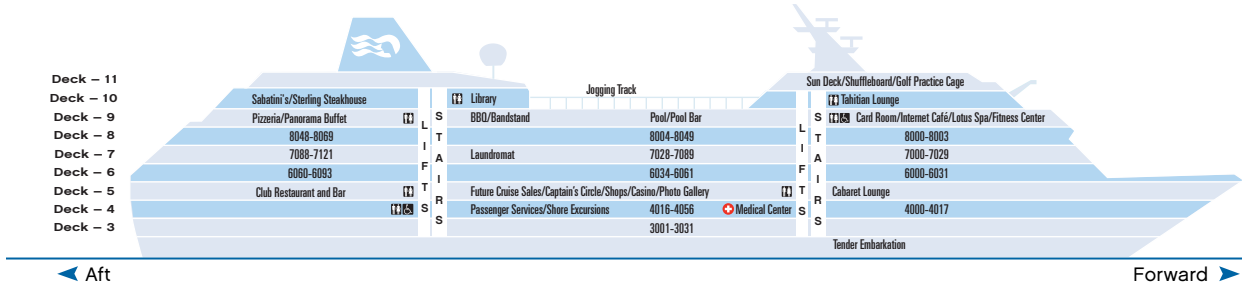 Deck – 11
Sun Deck/Shuffleboard/Golf Practice Cage
Jogging Track
Deck – 10
Sabatini's/Sterling Steakhouse
Library
Tahitian Lounge
Deck – 9
Pizzeria/Panorama Buffet
BBQ/Bandstand
Pool/Pool Bar
Card Room/Internet Café/Lotus Spa/Fitness Center
Deck – 8
8048-8069
8004-8049
8000-8003
Deck – 7
7088-7121
Laundromat
7028-7089
7000-7029
Deck – 6
6060-6093
6034-6061
6000-6031
Deck – 5
Club Restaurant and Bar
Future Cruise Sales/Captain's Circle/Shops/Casino/Photo Gallery
Cabaret Lounge
Deck – 4
Passenger Services/Shore Excursions
4016-4056
Medical Center
4000-4017
Deck – 3
3001-3031
Tender Embarkation
LIFTS
STAIRS
LIFTS
STAIRS
Aft
Forward